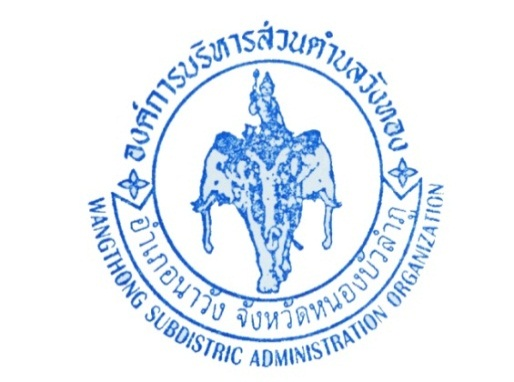 องค์การบริหารส่วนตำบลวังทอง
อำเภอนาวัง จังหวัดหนองบัวลำภู
WANGTHONG SUBDISTRIC ADMINISTRATION ORGANIZATION